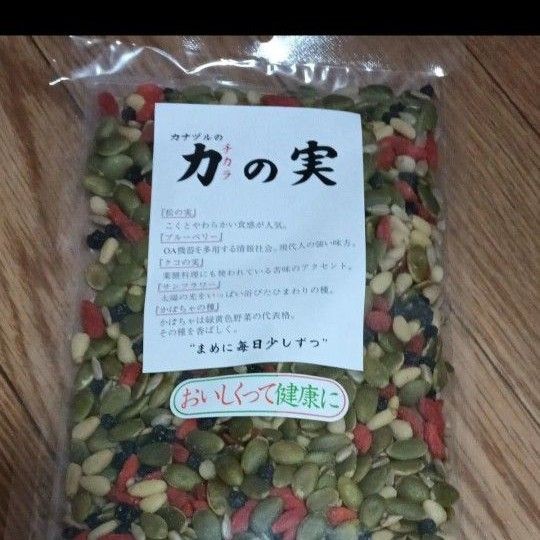 カナヅルの
力の実
チカラ
『松の実』
こくとやわらかい食感が人気。
『ブルーベリー』
OA機器を多用する情報社会。現代人の強い味方。
『クコの実』
薬膳料理にも使われている苦味のアクセント。
『サンフラワー』
太陽の光をいっぱい浴びたひまわりの種。
『かぼちゃの種』
かぼちゃは緑黄色野菜の代表格、
その種を香ばしく。
“まめに毎日少しずつ”
おいしくって健康に